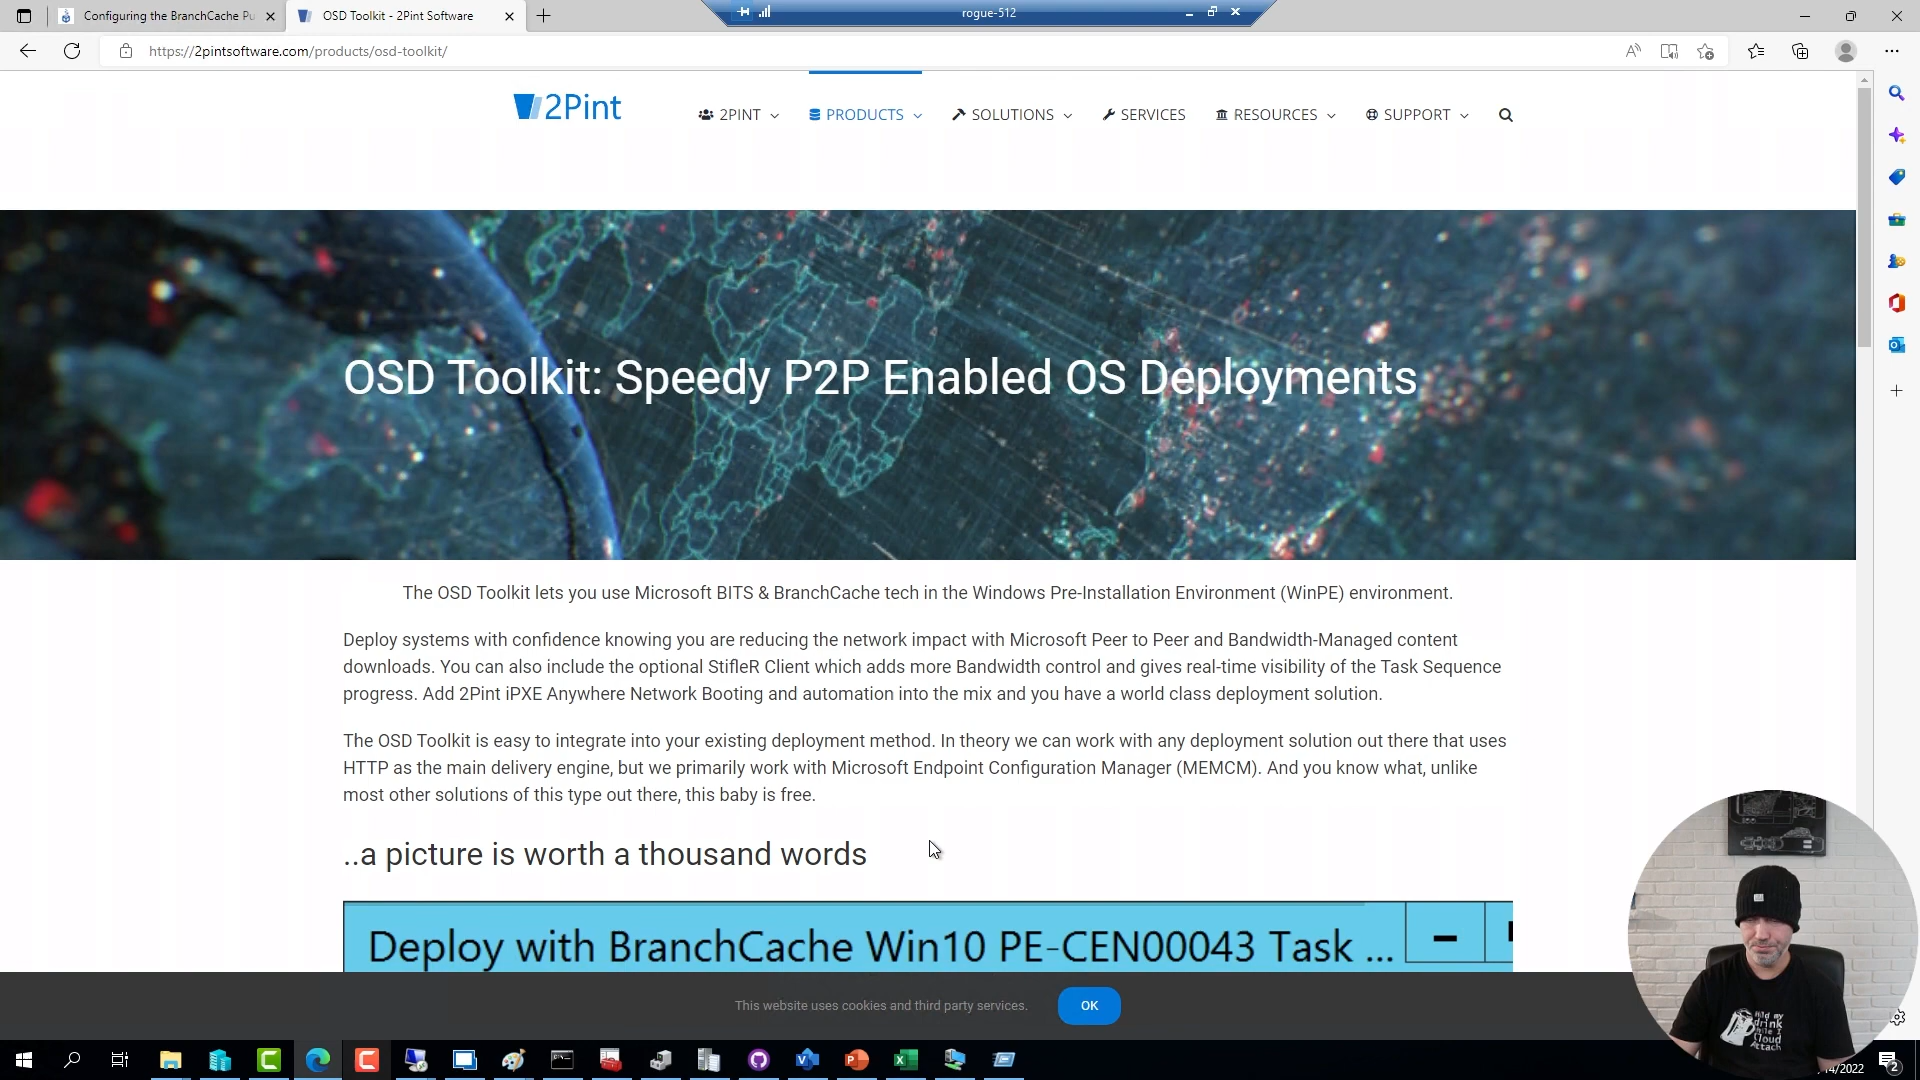 Configuring the BranchCache Pu
OSD Toolkit - 2Pint Software
rogue-512
https://2pintsoftware.com/products/osd-toolkit/
2Pint
2PINT
PRODUCTS
SOLUTIONS
SERVICES
RESOURCES
SUPPORT
OSD Toolkit: Speedy P2P Enabled OS Deployments
The OSD Toolkit lets you use Microsoft BITS & BranchCache tech in the Windows Pre-Installation Environment (WinPE) environment.
Deploy systems with confidence knowing you are reducing the network impact with Microsoft Peer to Peer and Bandwidth-Managed content
downloads. You can also include the optional StifleR Client which adds more Bandwidth control and gives real-time visibility of the Task Sequence
progress. Add 2Pint iPXE Anywhere Network Booting and automation into the mix and you have a world class deployment solution.
The OSD Toolkit is easy to integrate into your existing deployment method. In theory we can work with any deployment solution out there that uses
HTTP as the main delivery engine, but we primarily work with Microsoft Endpoint Configuration Manager (MEMCM). And you know what, unlike
most other solutions of this type out there, this baby is free.
..a picture is worth a thousand words
Deploy with BranchCache Win10 PE-CEN00043 Task ...
This website uses cookies and third party services.
OK
Hold my
drink
while I
Cloud
Attach
14/2022
2